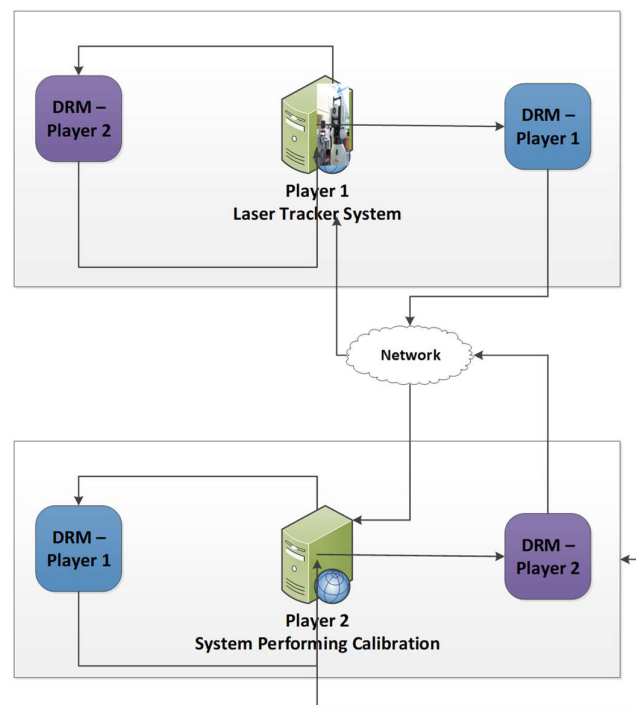 DRM –
Player 2
DRM –
Player 1
Player 1
Laser Tracker System
Network
DRM –
Player 1
DRM –
Player 2
Player 2
System Performing Calibration